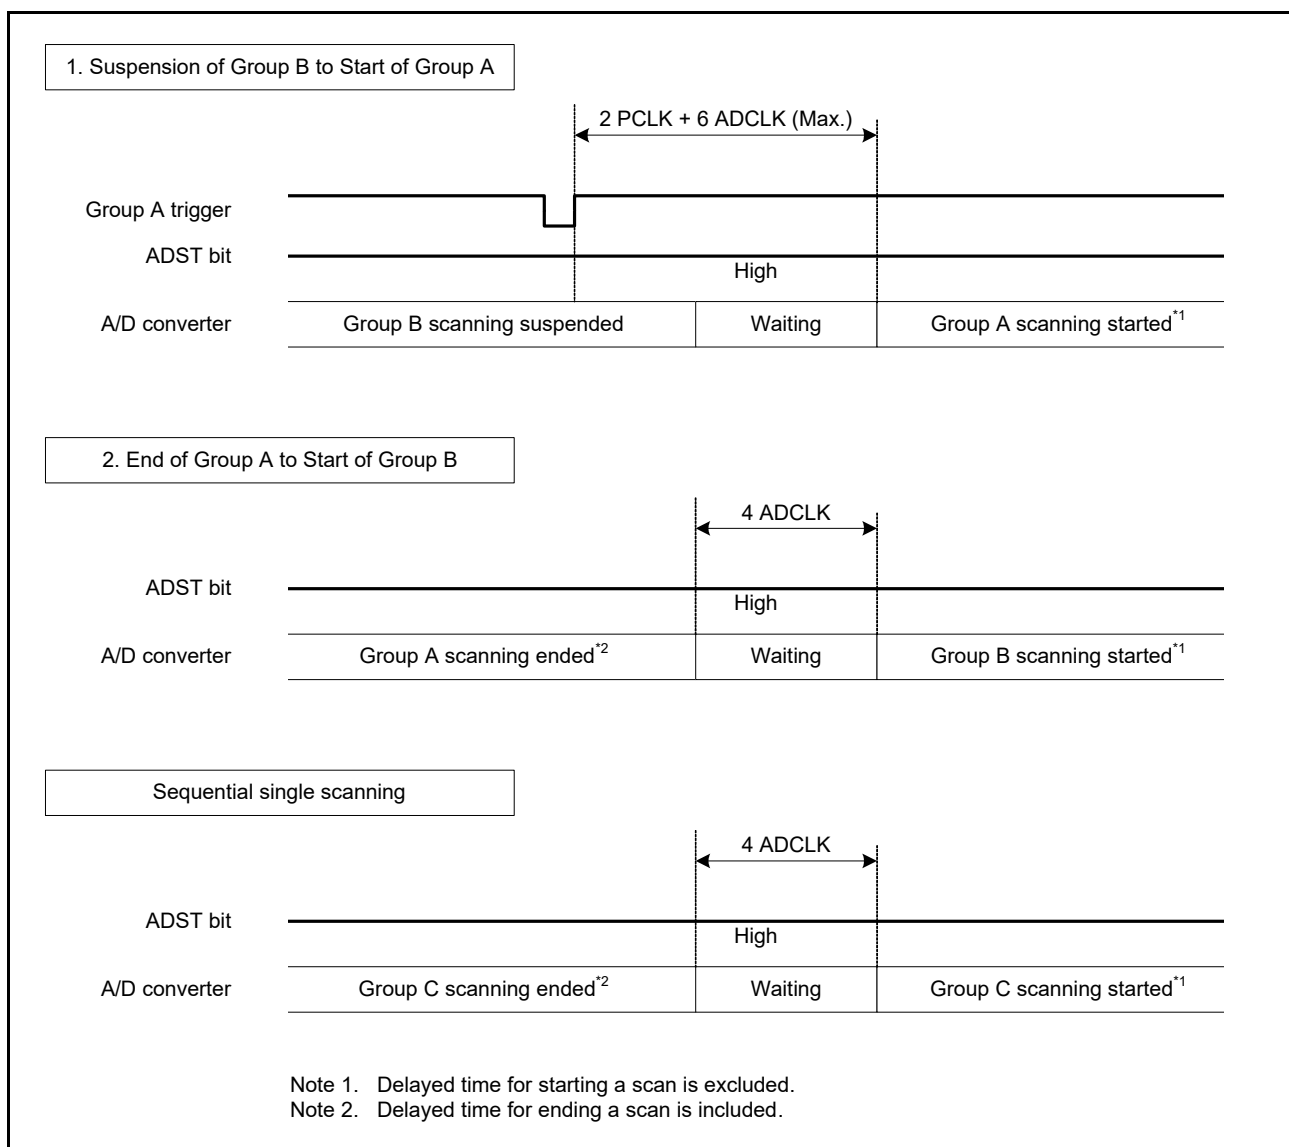 1. Suspension of Group B to Start of Group A
2 PCLK + 6 ADCLK (Max.)
Group A trigger
ADST bit
High
A/D converter
Group B scanning suspended
Waiting
Group A scanning started*1
2. End of Group A to Start of Group B
4 ADCLK
ADST bit
High
A/D converter
Group A scanning ended*2
Waiting
Group B scanning started*1
Sequential single scanning
4 ADCLK
ADST bit
High
A/D converter
Group C scanning ended*2
Waiting
Group C scanning started*1
Note 1. Delayed time for starting a scan is excluded.
Note 2. Delayed time for ending a scan is included.